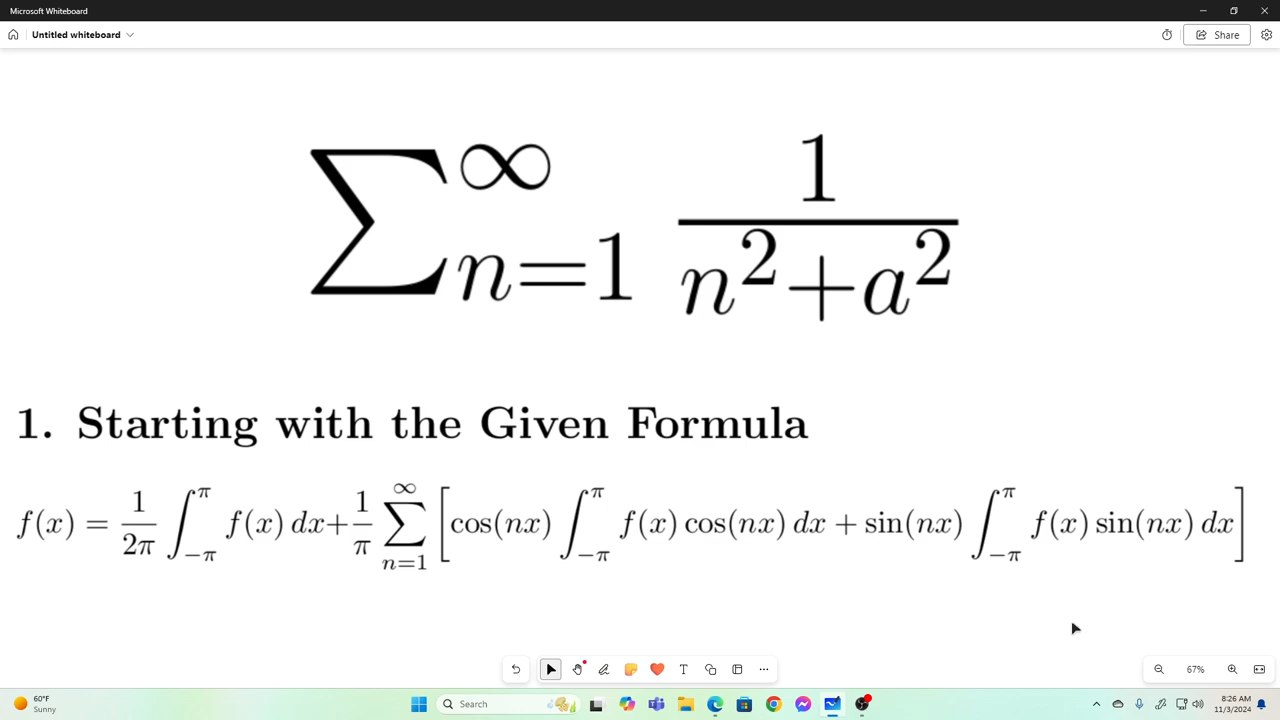 Microsoft Whiteboard
Untitled whiteboard
Share
∑_{n=1}^{∞} 1/(n²+a²)
1. Starting with the Given Formula
f(x) = 1/(2π) ∫_{−π}^{π} f(x) dx + 1/π ∑_{n=1}^{∞} [cos(nx) ∫_{−π}^{π} f(x) cos(nx) dx + sin(nx) ∫_{−π}^{π} f(x) sin(nx) dx]
T
67%
60°F
Sunny
Search
8:26 AM
11/3/2024